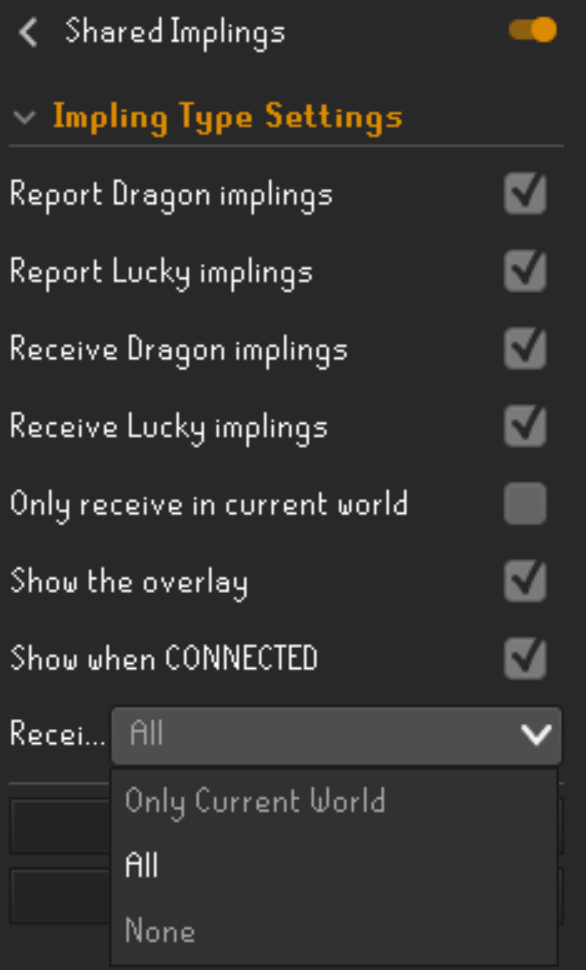 Shared Implings
Impling Type Settings
Report Dragon implings
Report Lucky implings
Receive Dragon implings
Receive Lucky implings
Only receive in current world
Show the overlay
Show when CONNECTED
Recei... All
Only Current World
All
None